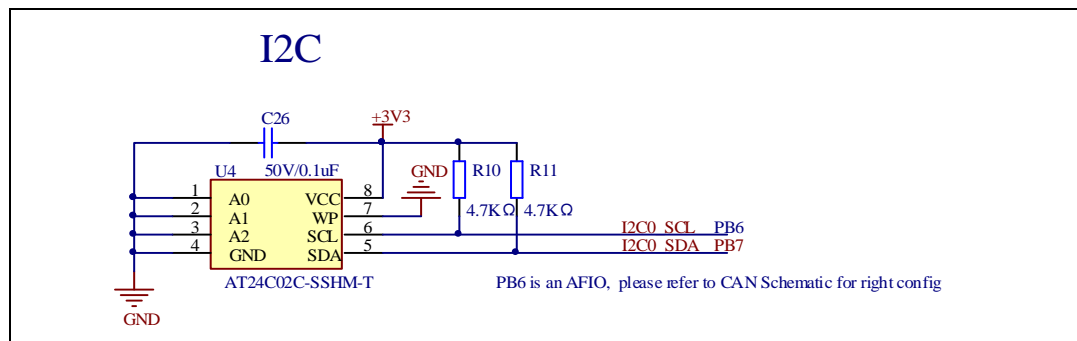 I2C
C26
+3V3
50V/0.1uF
U4
GND
R10
R11
4.7KΩ
4.7KΩ
1 A0 VCC 8
2 A1 WP 7
3 A2 SCL 6
4 GND SDA 5
I2C0_SCL PB6
I2C0_SDA PB7
AT24C02C-SSHM-T
PB6 is an AFIO, please refer to CAN Schematic for right config
GND